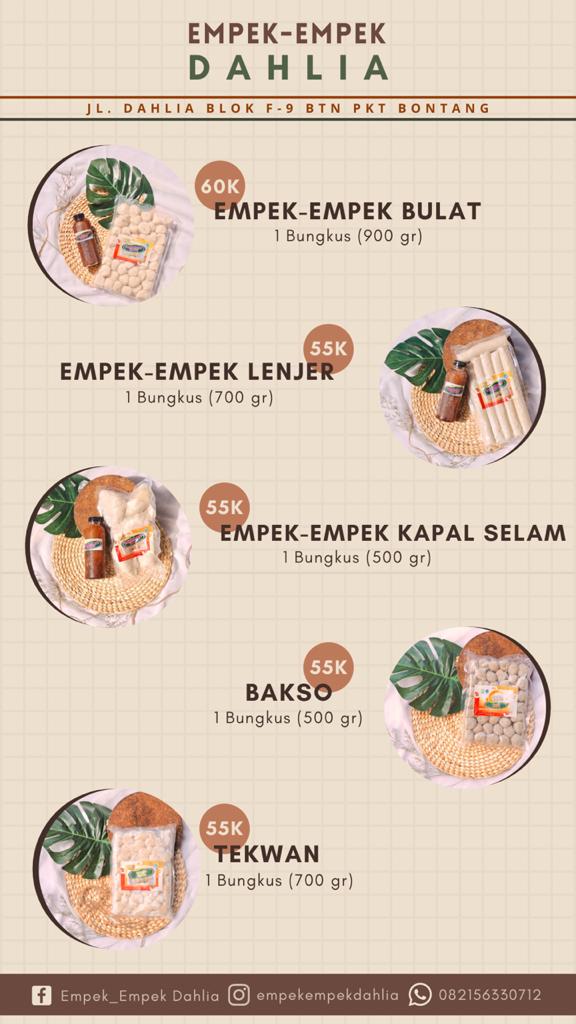 EMPEK-EMPEK
DAHLIA
JL. DAHLIA BLOK F-9 BTN PKT BONTANG
60K
EMPEK-EMPEK BULAT
1 Bungkus (900 gr)
55K
EMPEK-EMPEK LENJER
1 Bungkus (700 gr)
55K
EMPEK-EMPEK KAPAL SELAM
1 Bungkus (500 gr)
55K
BAKSO
1 Bungkus (500 gr)
55K
TEKWAN
1 Bungkus (700 gr)
Empek_Empek Dahlia empekempekdahlia 082156330712